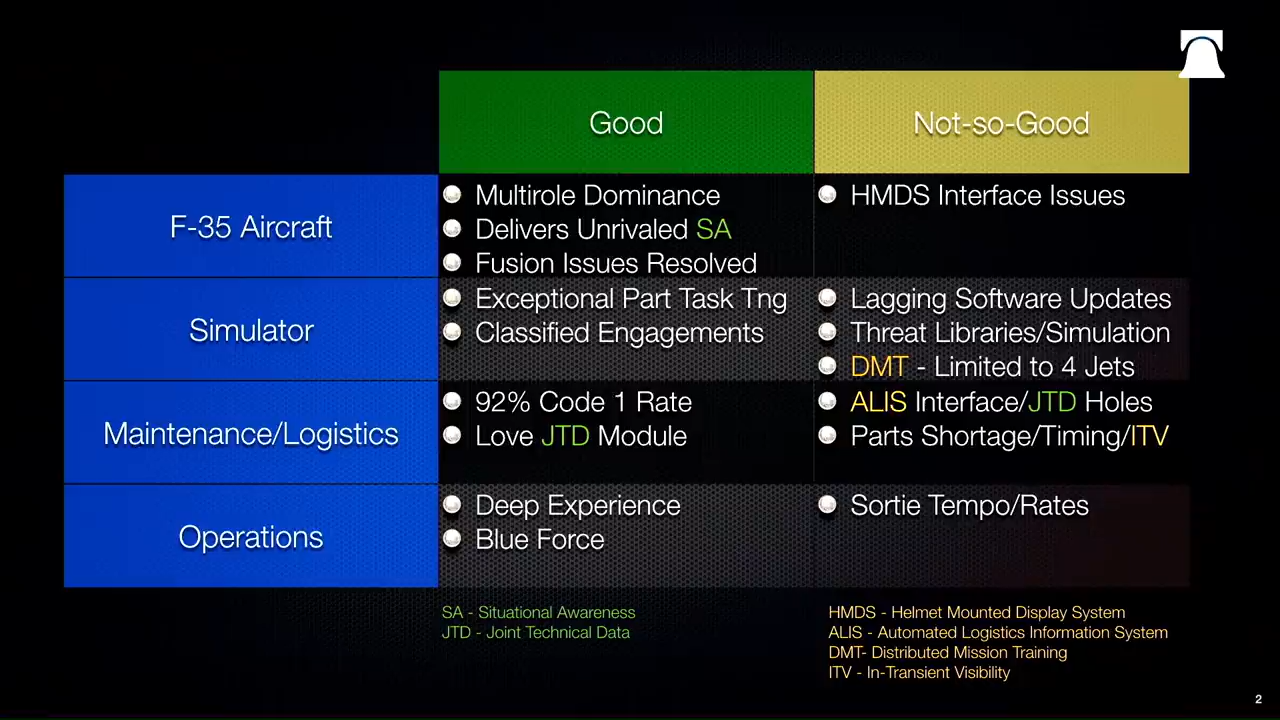 Good
Not-so-Good
F-35 Aircraft
Multirole Dominance
Delivers Unrivaled SA
Fusion Issues Resolved
HMDS Interface Issues
Simulator
Exceptional Part Task Tng
Classified Engagements
Lagging Software Updates
Threat Libraries/Simulation
DMT - Limited to 4 Jets
Maintenance/Logistics
92% Code 1 Rate
Love JTD Module
ALIS Interface/JTD Holes
Parts Shortage/Timing/ITV
Operations
Deep Experience
Blue Force
Sortie Tempo/Rates
SA - Situational Awareness
JTD - Joint Technical Data
HMDS - Helmet Mounted Display System
ALIS - Automated Logistics Information System
DMT- Distributed Mission Training
ITV - In-Transient Visibility
2